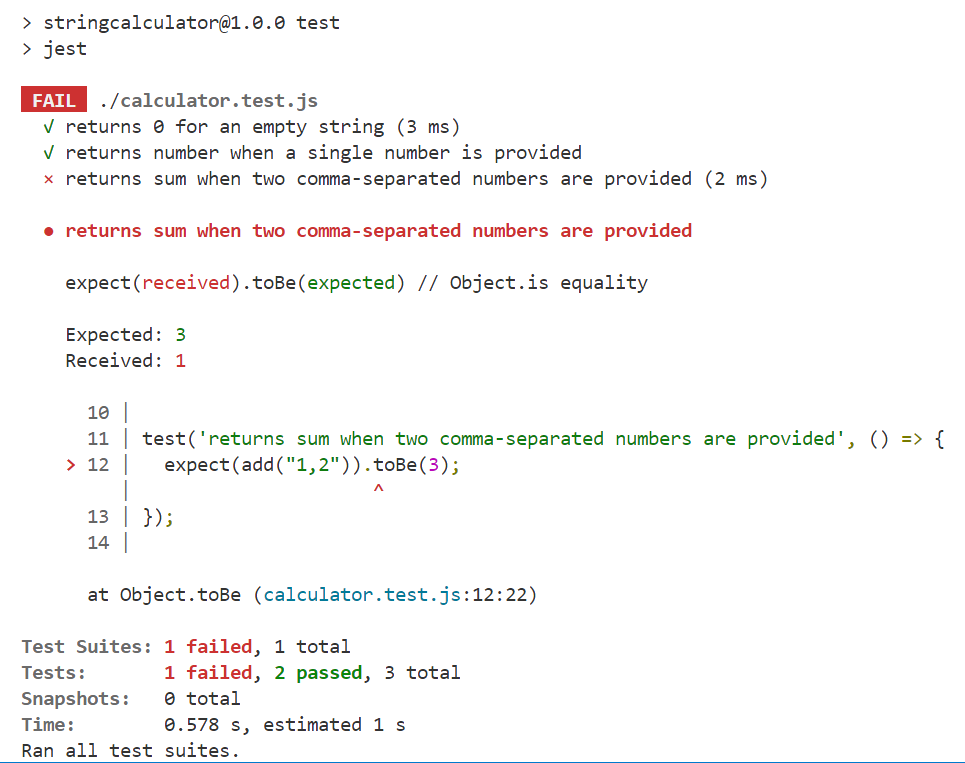 > stringcalculator@1.0.0 test
> jest
FAIL ./calculator.test.js
√ returns 0 for an empty string (3 ms)
√ returns number when a single number is provided
× returns sum when two comma-separated numbers are provided (2 ms)
● returns sum when two comma-separated numbers are provided
expect(received).toBe(expected) // Object.is equality
Expected: 3
Received: 1
10 |
11 | test('returns sum when two comma-separated numbers are provided', () => {
> 12 |   expect(add("1,2")).toBe(3);
|                      ^
13 | });
14 |
at Object.toBe (calculator.test.js:12:22)
Test Suites: 1 failed, 1 total
Tests:       1 failed, 2 passed, 3 total
Snapshots:   0 total
Time:        0.578 s, estimated 1 s
Ran all test suites.